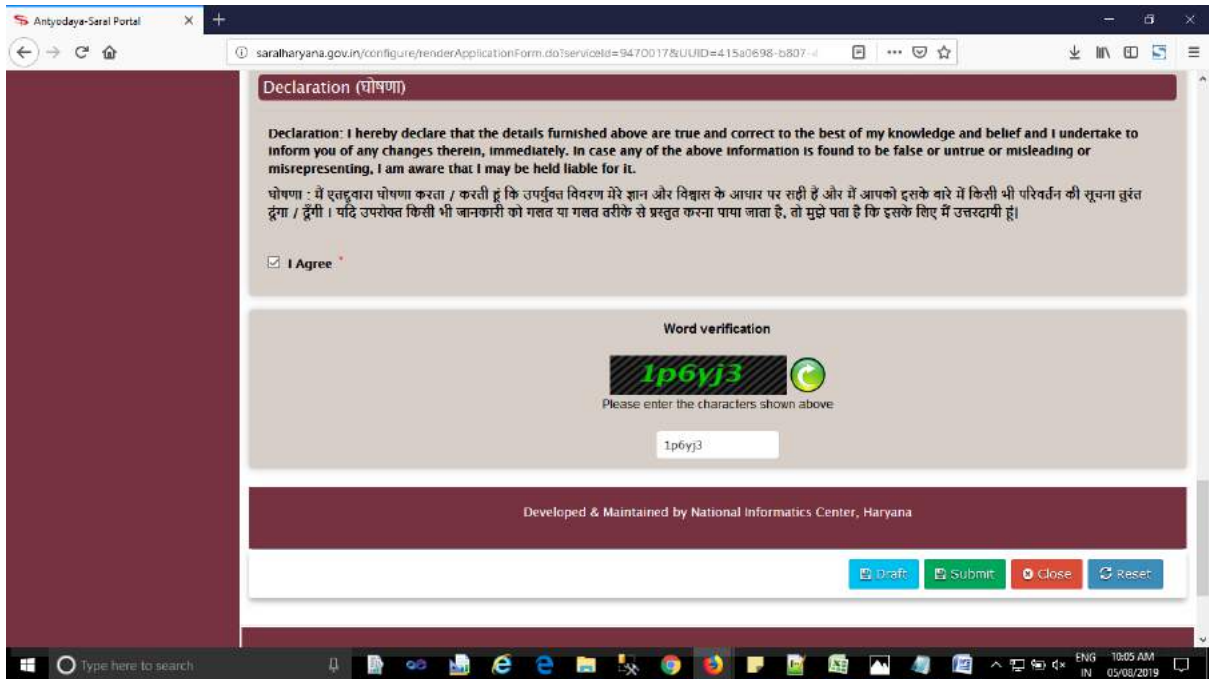 Antyodaya-Saral Portal
saralharyana.gov.in/configure/renderApplicationForm.do?serviceId=9470017&UUID=415a0698-b807-
Declaration (घोषणा)
Declaration: I hereby declare that the details furnished above are true and correct to the best of my knowledge and belief and I undertake to
inform you of any changes therein, immediately. In case any of the above information is found to be false or untrue or misleading or
misrepresenting, I am aware that I may be held liable for it.
घोषणा : मैं एतद्द्वारा घोषणा करता / करती हूं कि उपर्युक्त विवरण मेरे ज्ञान और विश्वास के आधार पर सही हैं और मैं आपको इसके बारे में किसी भी परिवर्तन की सूचना तुरंत
दूंगा / दूँगी । यदि उपरोक्त किसी भी जानकारी को गलत या गलत तरीके से प्रस्तुत करना पाया जाता है, तो मुझे पता है कि इसके लिए मैं उत्तरदायी हूं|
I Agree *
Word verification
1p6yj3
Please enter the characters shown above
1p6yj3
Developed & Maintained by National Informatics Center, Haryana
Draft Submit Close Reset
Type here to search
ENG 10:05 AM
IN 05/08/2019